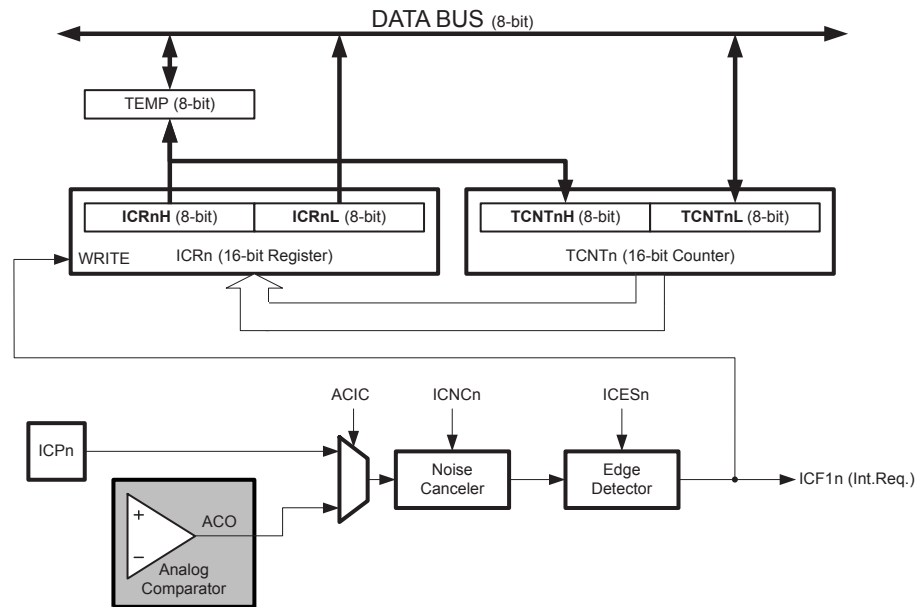 DATA BUS (8-bit)
TEMP (8-bit)
ICRnH (8-bit) ICRnL (8-bit) TCNTnH (8-bit) TCNTnL (8-bit)
WRITE ICRn (16-bit Register) TCNTn (16-bit Counter)
ACIC ICNCn ICESn
ICPn
Noise
Canceler
Edge
Detector
ICF1n (Int.Req.)
+
ACO
−
Analog
Comparator